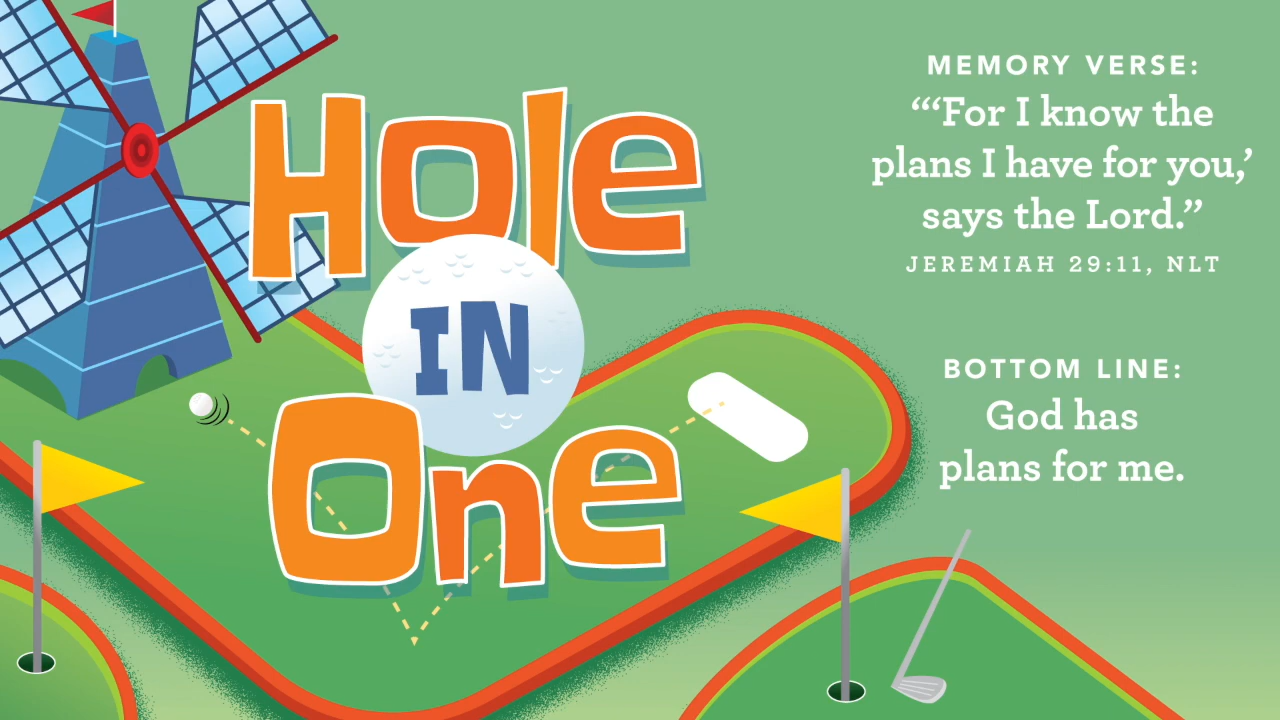 Hole
IN
One
MEMORY VERSE:
“‘For I know the
plans I have for you,’
says the Lord.”
JEREMIAH 29:11, NLT
BOTTOM LINE:
God has
plans for me.